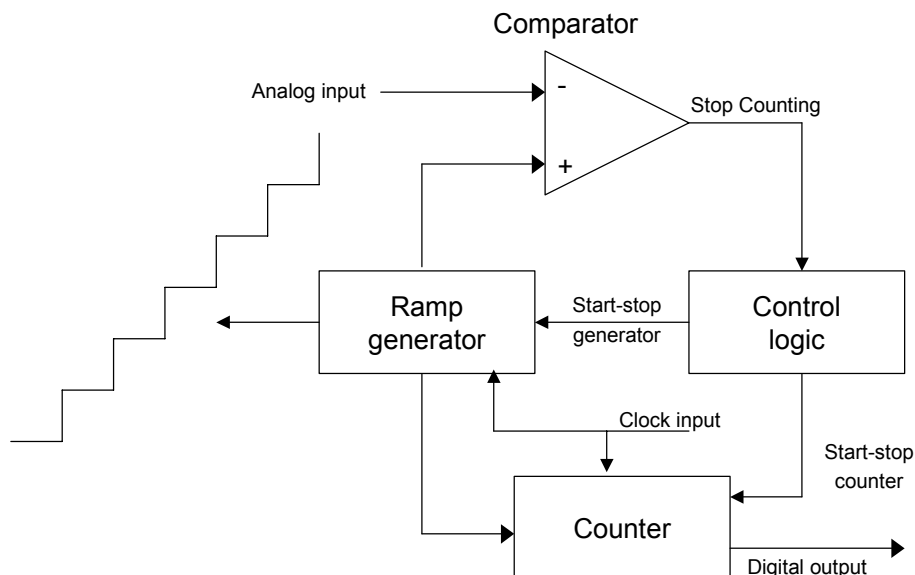 Comparator
Analog input
-
Stop Counting
+
Ramp
generator
Start-stop
generator
Control
logic
Clock input
Start-stop
counter
Counter
Digital output